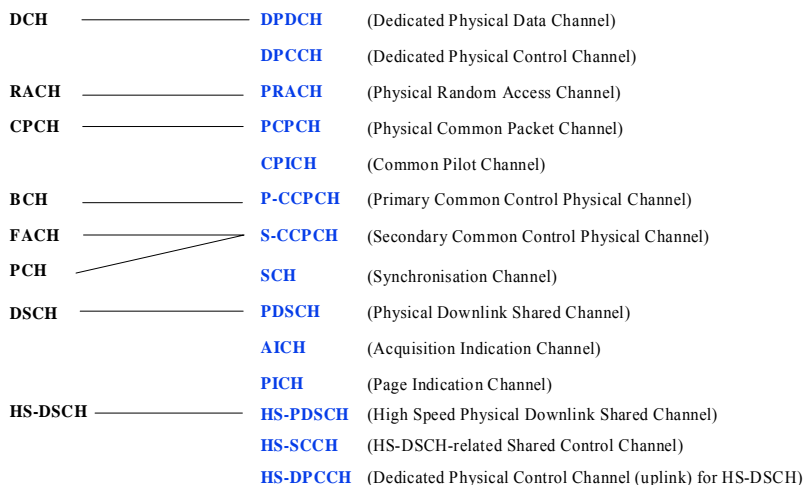 DCH DPDCH (Dedicated Physical Data Channel)
DPCCH (Dedicated Physical Control Channel)
RACH PRACH (Physical Random Access Channel)
CPCH PCPCH (Physical Common Packet Channel)
CPICH (Common Pilot Channel)
BCH P-CCPCH (Primary Common Control Physical Channel)
FACH S-CCPCH (Secondary Common Control Physical Channel)
PCH SCH (Synchronisation Channel)
DSCH PDSCH (Physical Downlink Shared Channel)
AICH (Acquisition Indication Channel)
PICH (Page Indication Channel)
HS-DSCH HS-PDSCH (High Speed Physical Downlink Shared Channel)
HS-SCCH (HS-DSCH-related Shared Control Channel)
HS-DPCCH (Dedicated Physical Control Channel (uplink) for HS-DSCH)